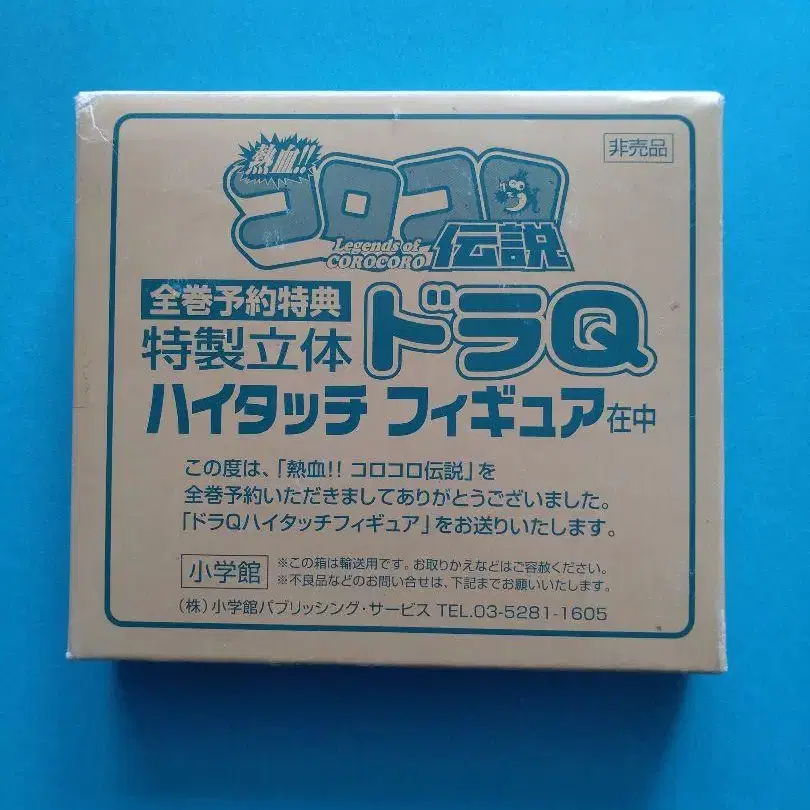 非売品
熱血!!
コロコロ
Legends of
COROCORO
伝説
全巻予約特典
特製立体 ドラQ
ハイタッチ フィギュア在中
この度は、「熱血!! コロコロ伝説」を
全巻予約いただきましてありがとうございました。
「ドラQハイタッチフィギュア」をお送りいたします。
小学館
※この箱は輸送用です。お取りかえなどはご容赦ください。
※不良品などのお問い合せは、下記までお願いいたします。
(株)小学館パブリッシング・サービス TEL.03-5281-1605